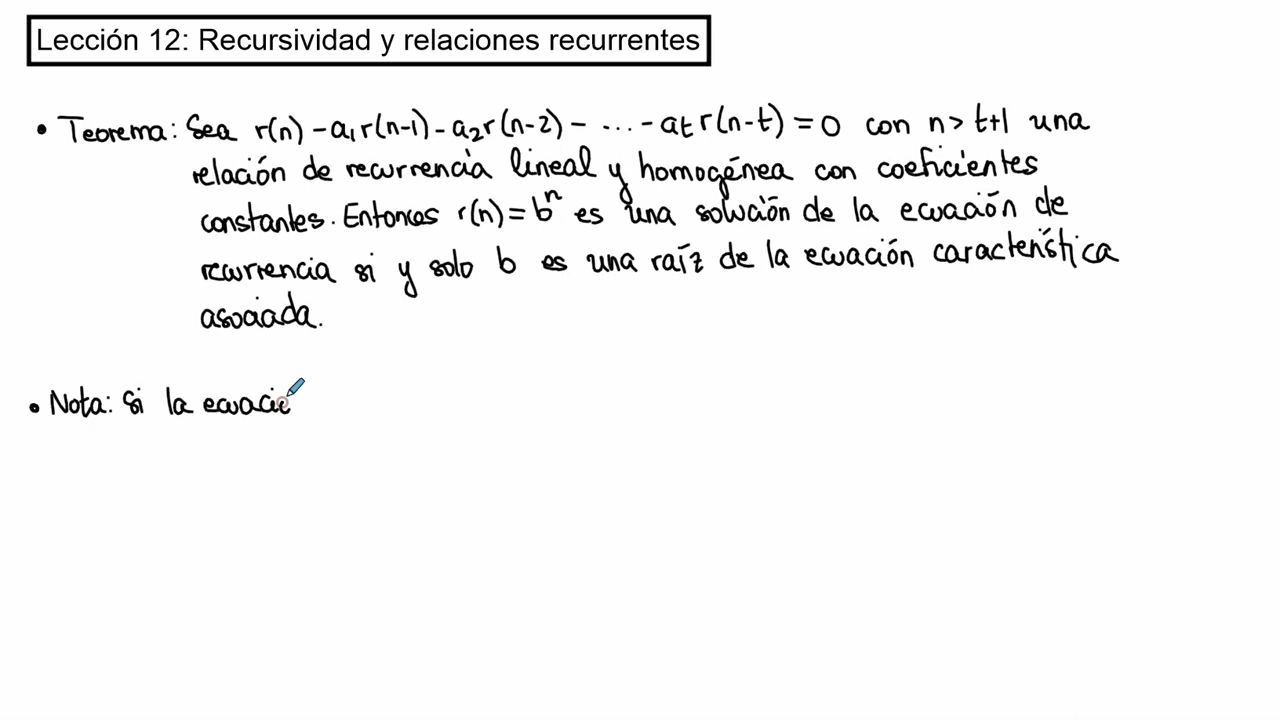 Lección 12: Recursividad y relaciones recurrentes
• Teorema: Sea r(n) - a₁r(n-1) - a₂r(n-2) - ... - aₜr(n-t) = 0 con n > t+1 una
relación de recurrencia lineal y homogénea con coeficientes
constantes. Entonces r(n) = bⁿ es una solución de la ecuación de
recurrencia si y solo b es una raíz de la ecuación característica
asociada.
• Nota: Si la ecuacie